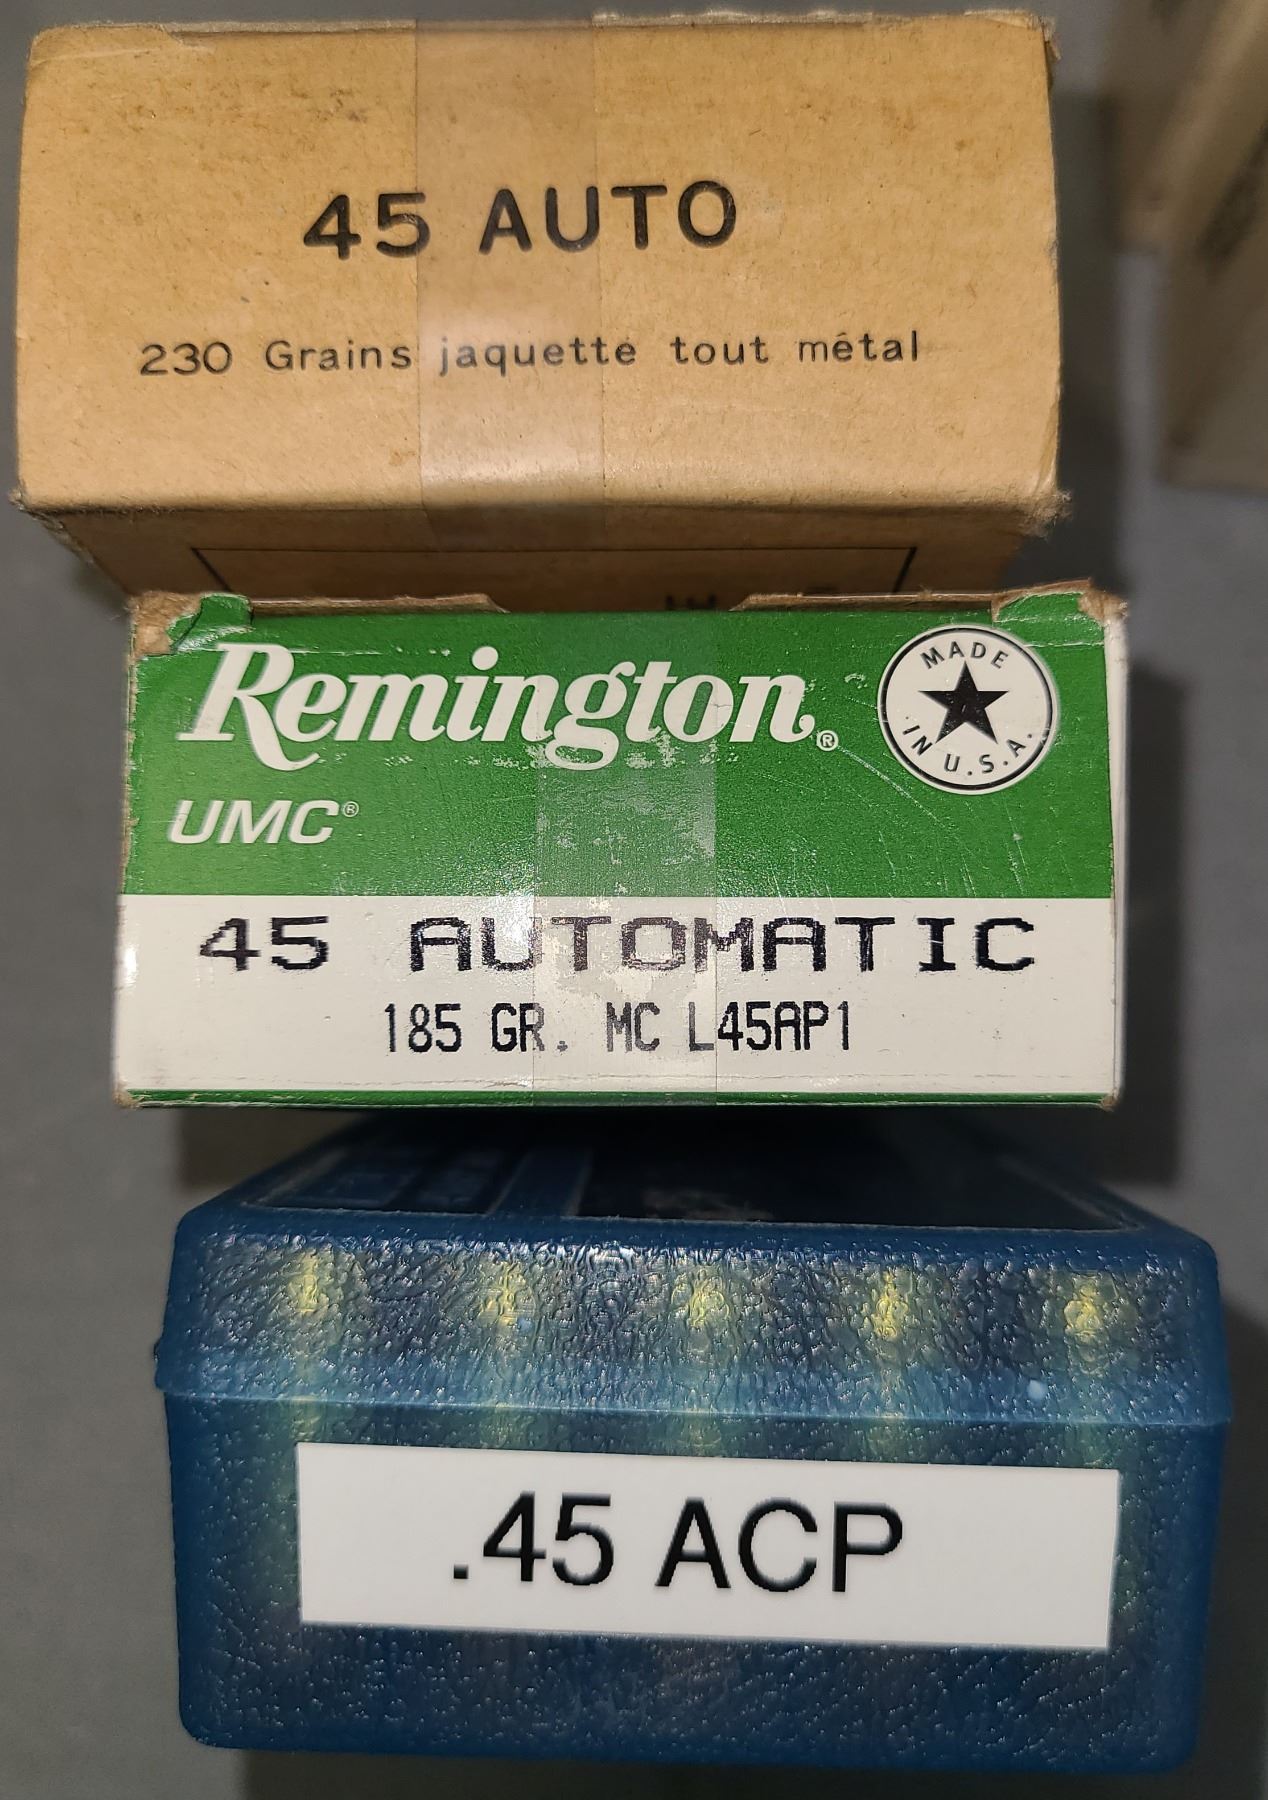 45 AUTO
230 Grains jaquette tout métal
Remington®
MADE IN U.S.A.
UMC®
45 AUTOMATIC
185 GR. MC L45AP1
.45 ACP